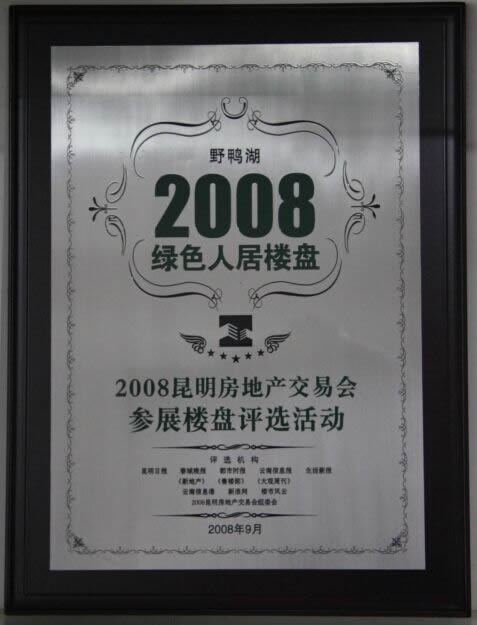 野鸭湖
2008
绿色人居楼盘
2008昆明房地产交易会
参展楼盘评选活动
评选机构
昆明日报 春城晚报 都市时报 云南信息报 生活新报
《新地产》 《大观周刊》
云南信息港 新浪网 楼市风云
2008昆明房地产交易会组委会
2008年9月